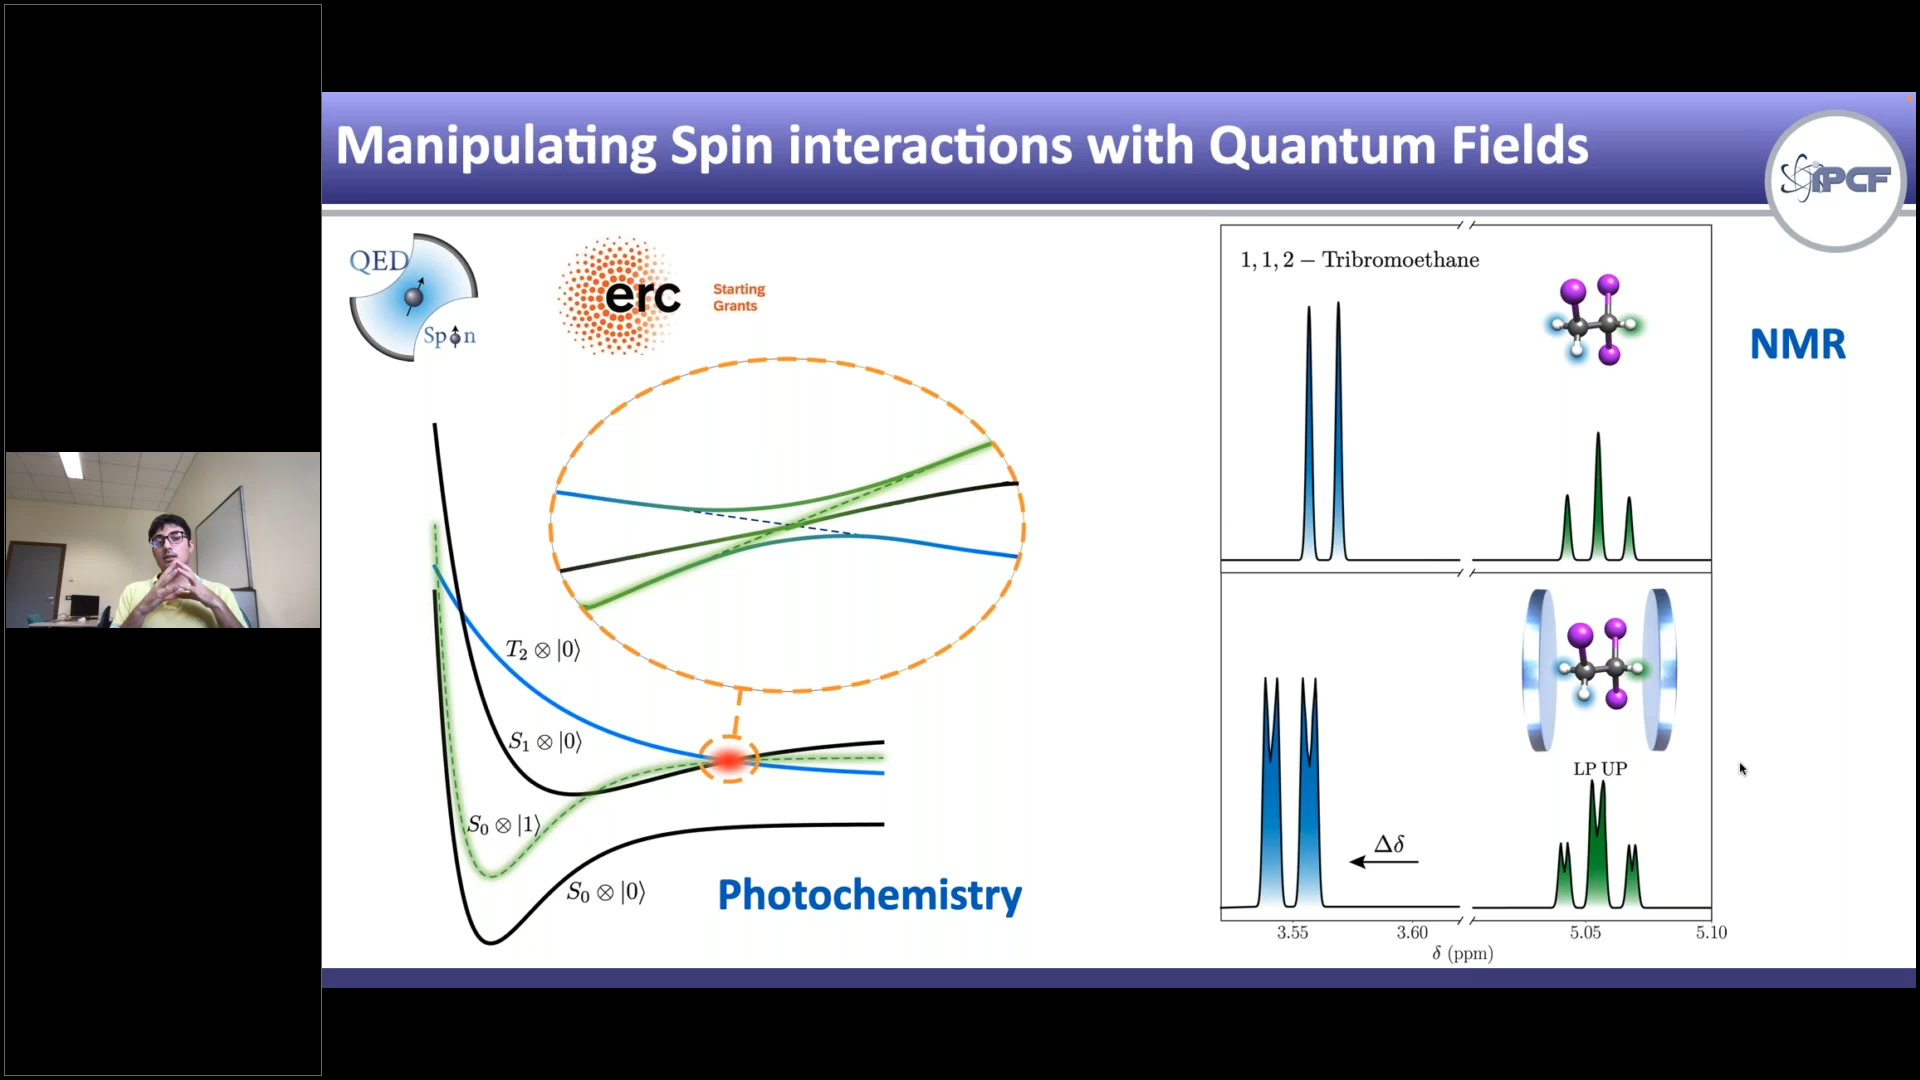 Manipulating Spin interactions with Quantum Fields
IPCF
QED
Spin
erc
Starting
Grants
T₂ ⊗ |0⟩
S₁ ⊗ |0⟩
S₀ ⊗ |1⟩
S₀ ⊗ |0⟩
Photochemistry
1, 1, 2 − Tribromoethane
NMR
LP UP
Δδ
3.55 3.60 5.05 5.10
δ (ppm)